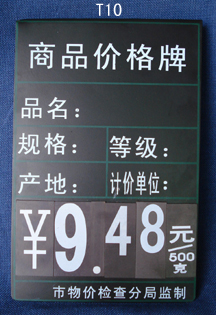 T10
商品价格牌
品名：
规格： 等级：
产地： 计价单位：
¥9.48元/500克
市物价检查分局监制